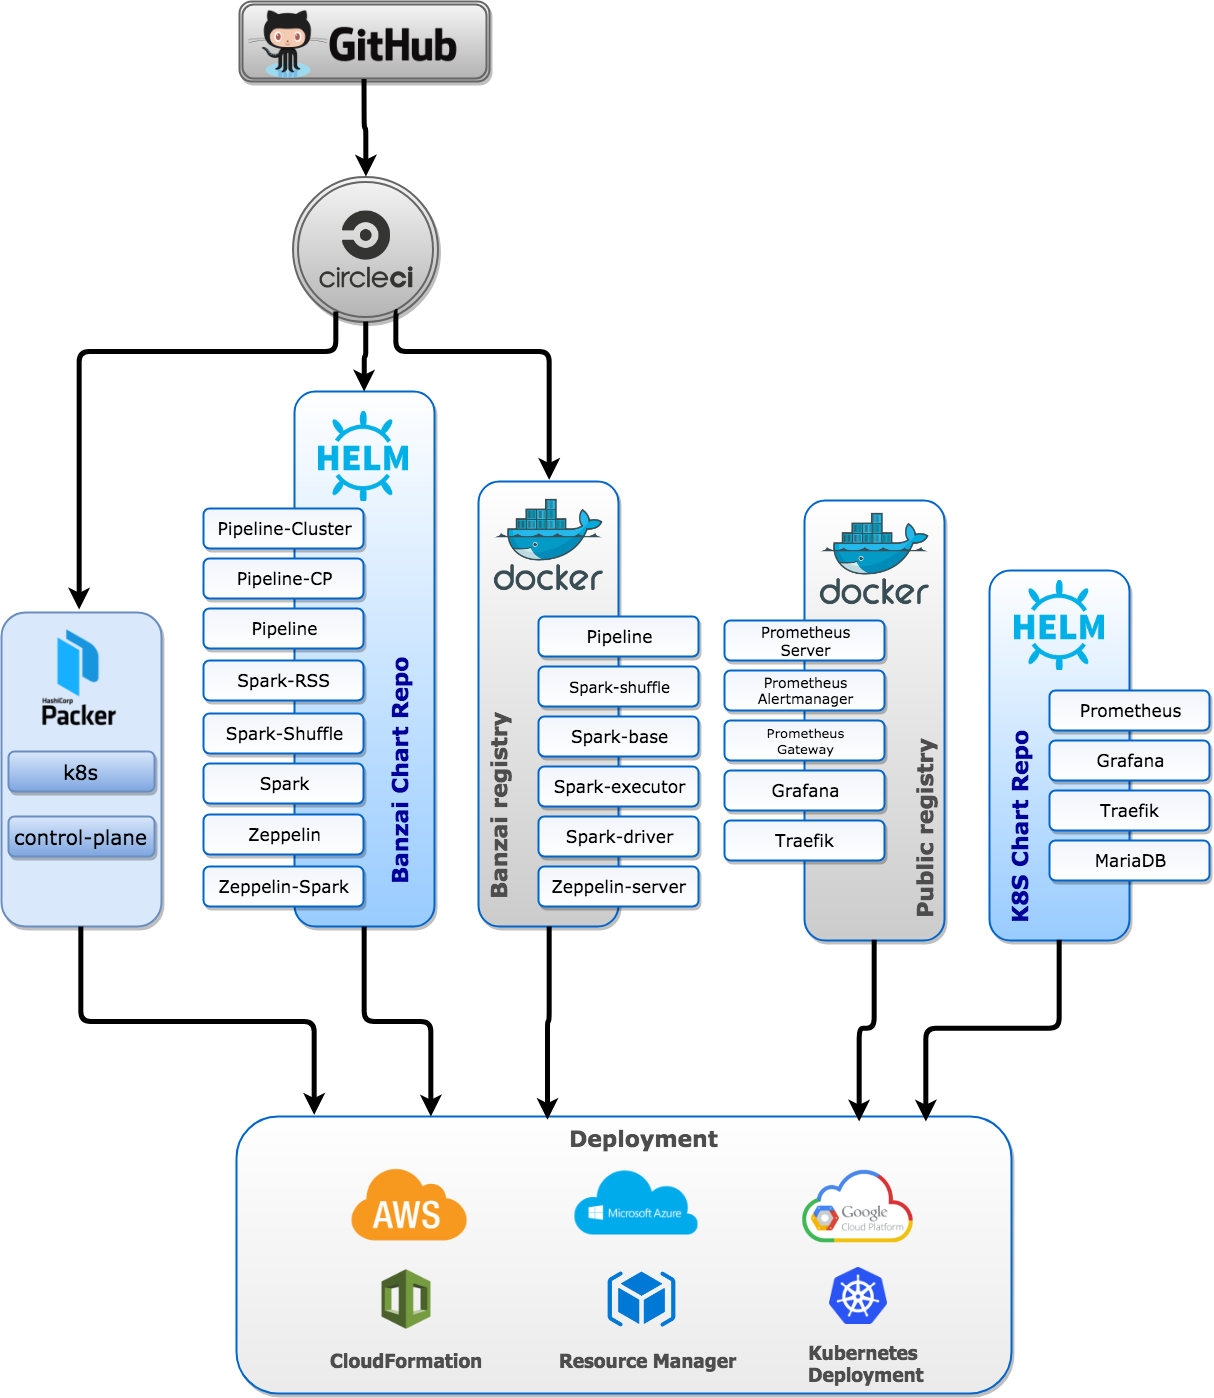 GitHub
circleci
HELM
Pipeline-Cluster
Pipeline-CP
Pipeline
Spark-RSS
Spark-Shuffle
Spark
Zeppelin
Zeppelin-Spark
Banzai Chart Repo
docker
Pipeline
Spark-shuffle
Spark-base
Spark-executor
Spark-driver
Zeppelin-server
Banzai registry
docker
Prometheus
Server
Prometheus
Alertmanager
Prometheus
Gateway
Grafana
Traefik
Public registry
HELM
Prometheus
Grafana
Traefik
MariaDB
K8S Chart Repo
HashiCorp
Packer
k8s
control-plane
Deployment
AWS
Microsoft Azure
Google
Cloud Platform
CloudFormation
Resource Manager
Kubernetes
Deployment